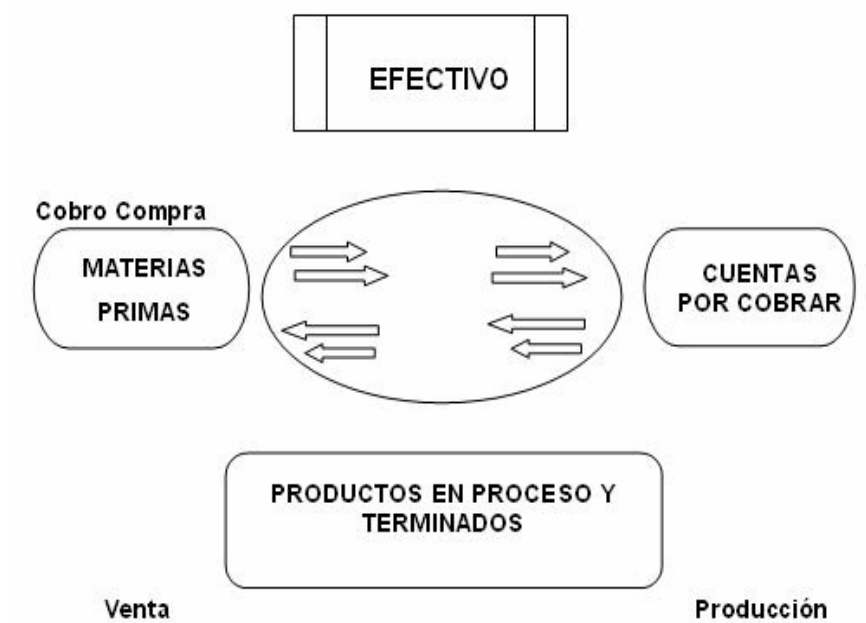 EFECTIVO
Cobro Compra
MATERIAS
PRIMAS
CUENTAS
POR COBRAR
PRODUCTOS EN PROCESO Y
TERMINADOS
Venta
Producción